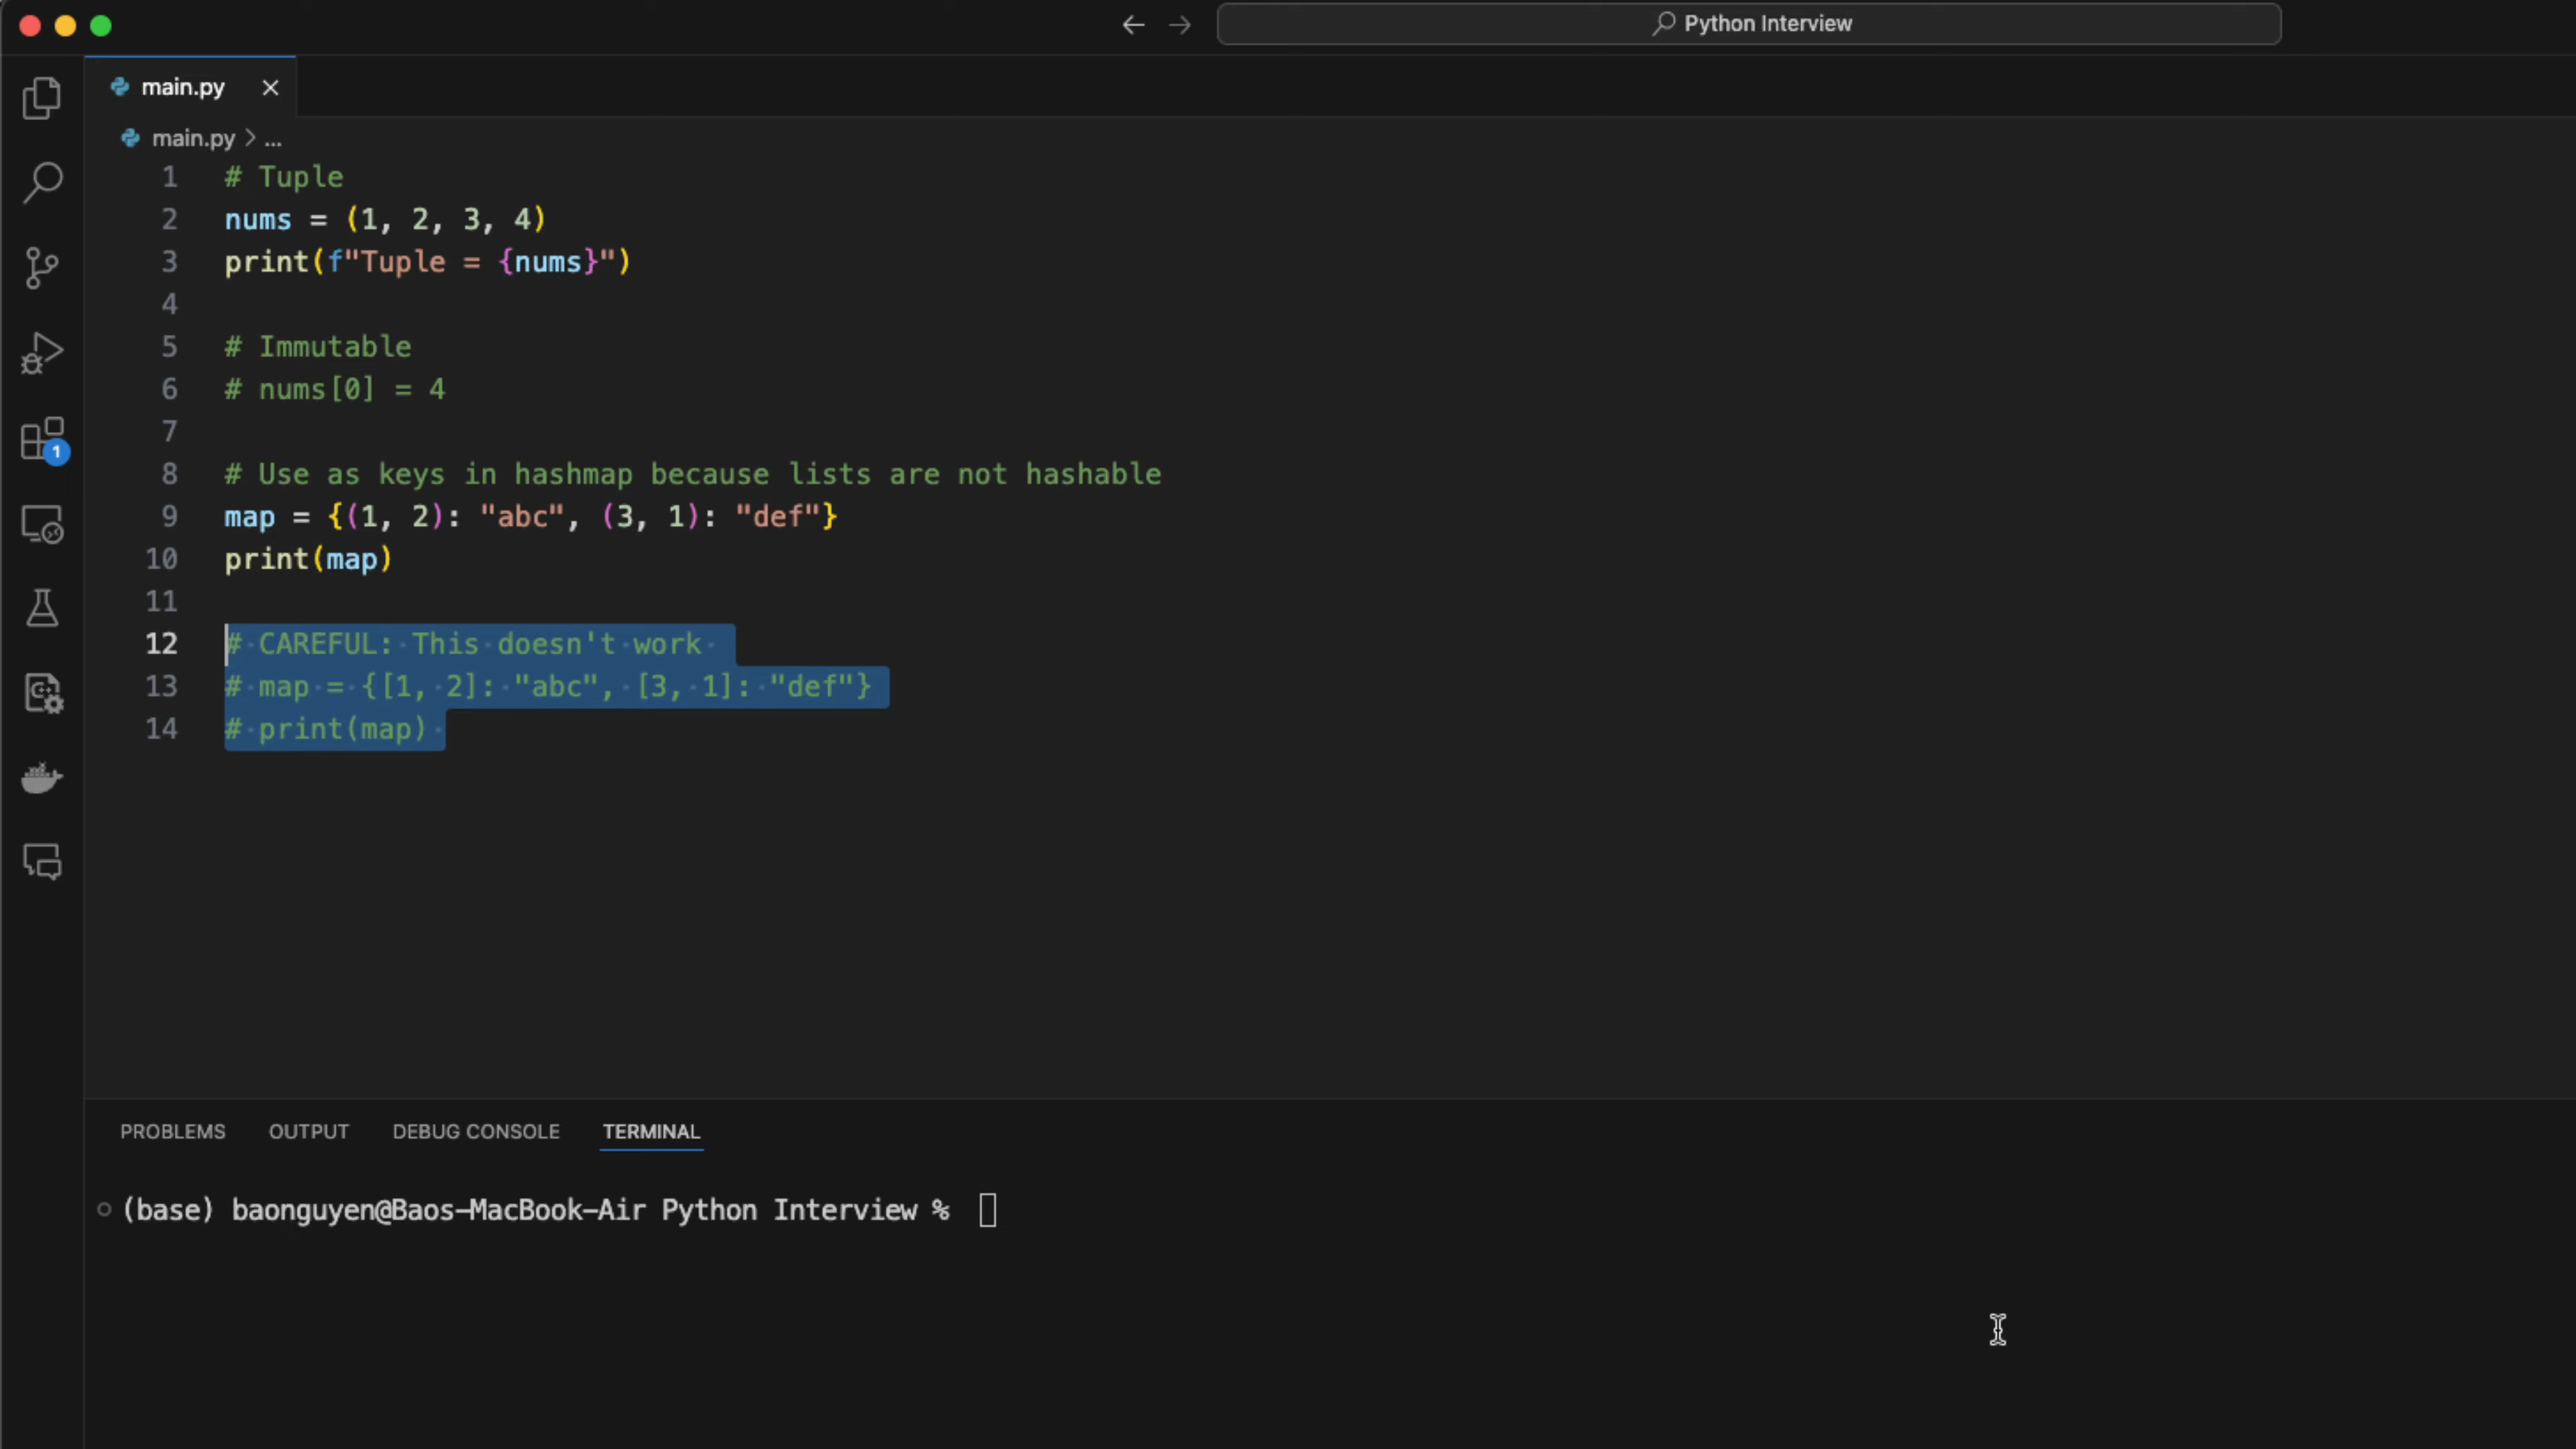 Python Interview
main.py
main.py > ...
1 # Tuple
2 nums = (1, 2, 3, 4)
3 print(f"Tuple = {nums}")
4
5 # Immutable
6 # nums[0] = 4
7
8 # Use as keys in hashmap because lists are not hashable
9 map = {(1, 2): "abc", (3, 1): "def"}
10 print(map)
11
12 # CAREFUL: This doesn't work
13 # map = {[1, 2]: "abc", [3, 1]: "def"}
14 # print(map)
1
PROBLEMS OUTPUT DEBUG CONSOLE TERMINAL
(base) baonguyen@Baos-MacBook-Air Python Interview %